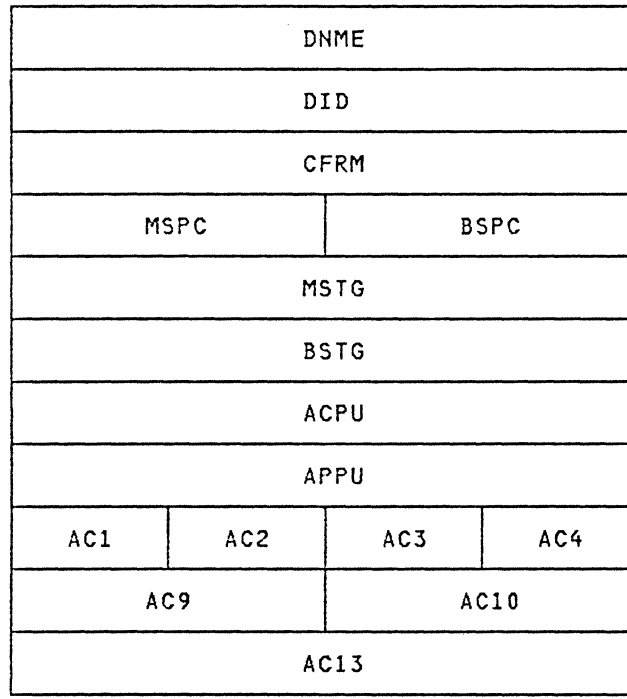 DNME
DID
CFRM
MSPC BSPC
MSTG
BSTG
ACPU
APPU
AC1 AC2 AC3 AC4
AC9 AC10
AC13